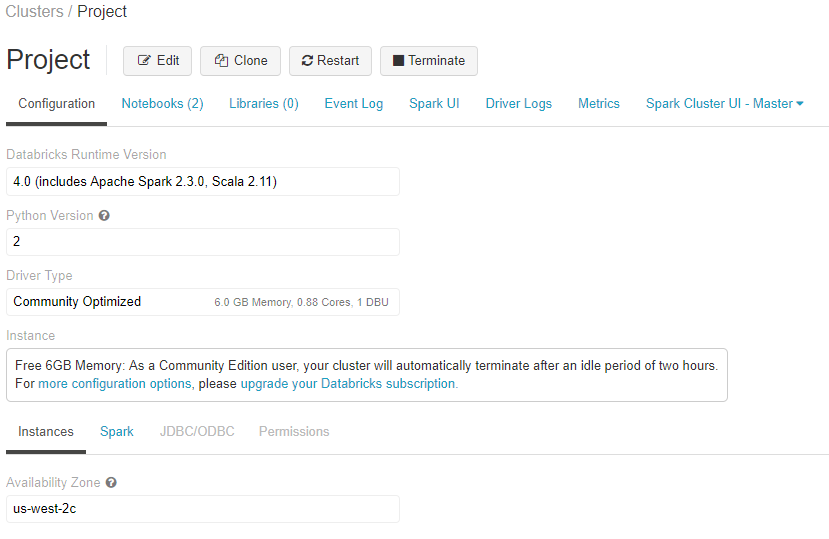 Clusters / Project
Project
Edit
Clone
Restart
Terminate
Configuration
Notebooks (2)
Libraries (0)
Event Log
Spark UI
Driver Logs
Metrics
Spark Cluster UI - Master
Databricks Runtime Version
4.0 (includes Apache Spark 2.3.0, Scala 2.11)
Python Version ?
2
Driver Type
Community Optimized 6.0 GB Memory, 0.88 Cores, 1 DBU
Instance
Free 6GB Memory: As a Community Edition user, your cluster will automatically terminate after an idle period of two hours.
For more configuration options, please upgrade your Databricks subscription.
Instances
Spark
JDBC/ODBC
Permissions
Availability Zone ?
us-west-2c